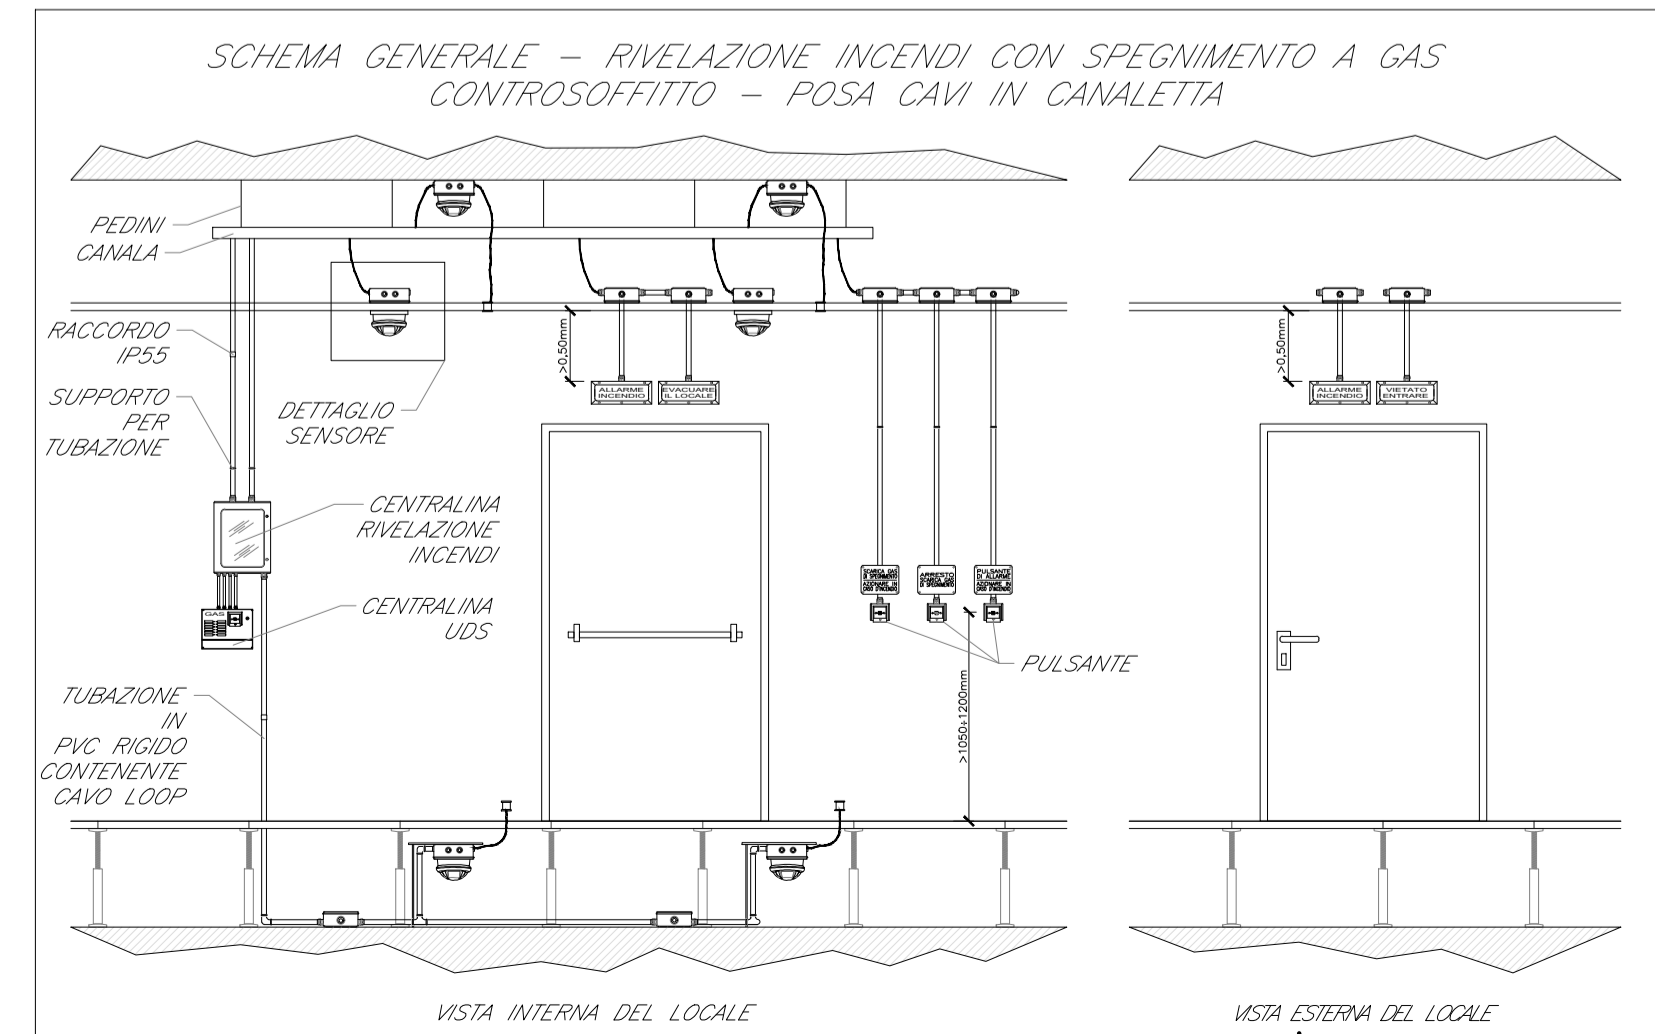 SCHEMA GENERALE – RIVELAZIONE INCENDI CON SPEGNIMENTO A GAS
CONTROSOFFITTO – POSA CAVI IN CANALETTA
PEDINI
CANALA
RACCORDO
IP55
SUPPORTO
PER
TUBAZIONE
DETTAGLIO
SENSORE
CENTRALINA
RIVELAZIONE
INCENDI
GAS
CENTRALINA
UDS
TUBAZIONE
IN
PVC RIGIDO
CONTENENTE
CAVO LOOP
>0,50mm
ALLARME
INCENDIO
EVACUARE
IL LOCALE
SCARICA GAS
DI SPEGNIMENTO
AZIONARE IN
CASO D'INCENDIO
ARRESTO
SCARICA GAS
DI SPEGNIMENTO
PULSANTE
DI ALLARME
AZIONARE IN
CASO D'INCENDIO
PULSANTE
>1050÷1200mm
>0,50mm
ALLARME
INCENDIO
VIETATO
ENTRARE
VISTA INTERNA DEL LOCALE
VISTA ESTERNA DEL LOCALE